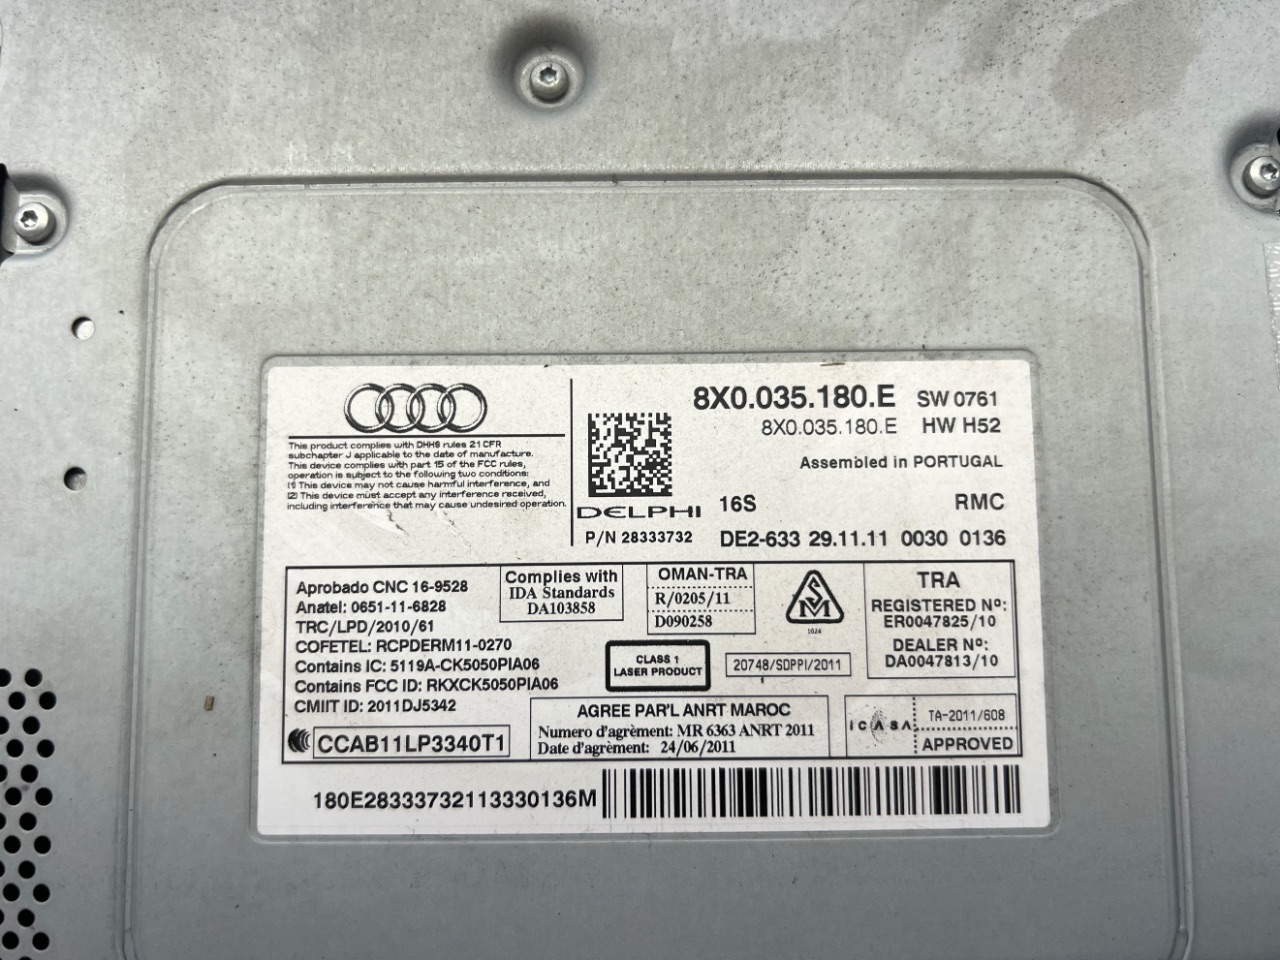 This product complies with DHHS rules 21 CFR
subchapter J applicable to the date of manufacture.
This device complies with part 15 of the FCC rules,
operation is subject to the following two conditions:
(1) This device may not cause harmful interference, and
(2) This device must accept any interference received,
including interference that may cause undesired operation.
DELPHI
P/N 28333732
8X0.035.180.E SW 0761
8X0.035.180.E HW H52
Assembled in PORTUGAL
16S RMC
DE2-633 29.11.11 0030 0136
Aprobado CNC 16-9528
Anatel: 0651-11-6828
TRC/LPD/2010/61
COFETEL: RCPDERM11-0270
Contains IC: 5119A-CK5050PIA06
Contains FCC ID: RKXCK5050PIA06
CMIIT ID: 2011DJ5342
CCAB11LP3340T1
Complies with
IDA Standards
DA103858
OMAN-TRA
R/0205/11
D090258
SVM
1024
CLASS 1
LASER PRODUCT
20748/SDPPI/2011
TRA
REGISTERED Nº:
ER0047825/10
DEALER Nº:
DA0047813/10
AGREE PAR'L ANRT MAROC
Numero d'agrèment: MR 6363 ANRT 2011
Date d'agrèment: 24/06/2011
ICASA
TA-2011/608
APPROVED
180E28333732113330136M